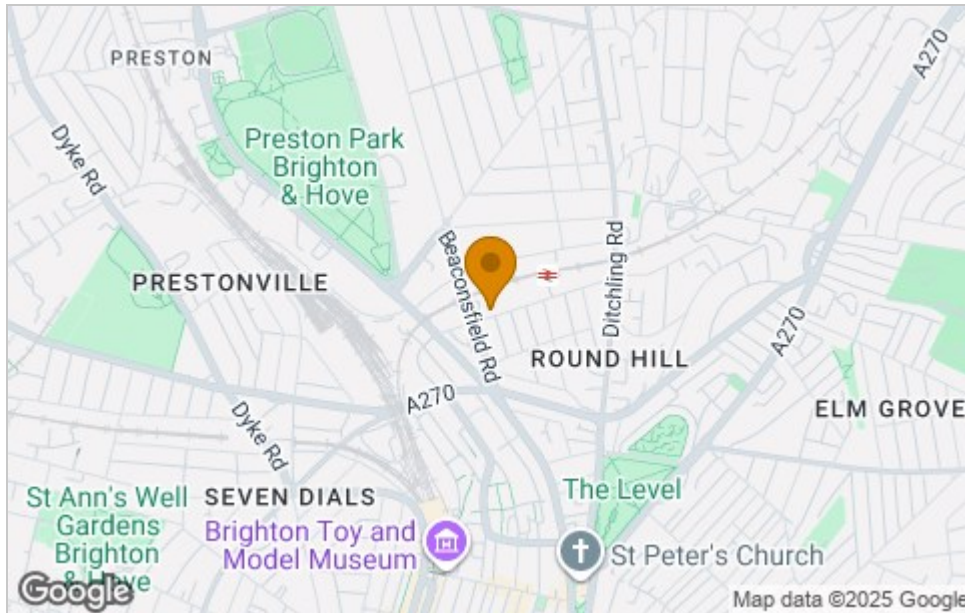 PRESTON
A270
Dyke Rd
Preston Park
Brighton
& Hove
Beaconsfield Rd
Ditchling Rd
PRESTONVILLE
A270
ROUND HILL
A270
ELM GROVE
Dyke Rd
St Ann's Well
Gardens
Brighton
& Hove
SEVEN DIALS
The Level
Brighton Toy and
Model Museum
St Peter's Church
Google
Map data ©2025 Google